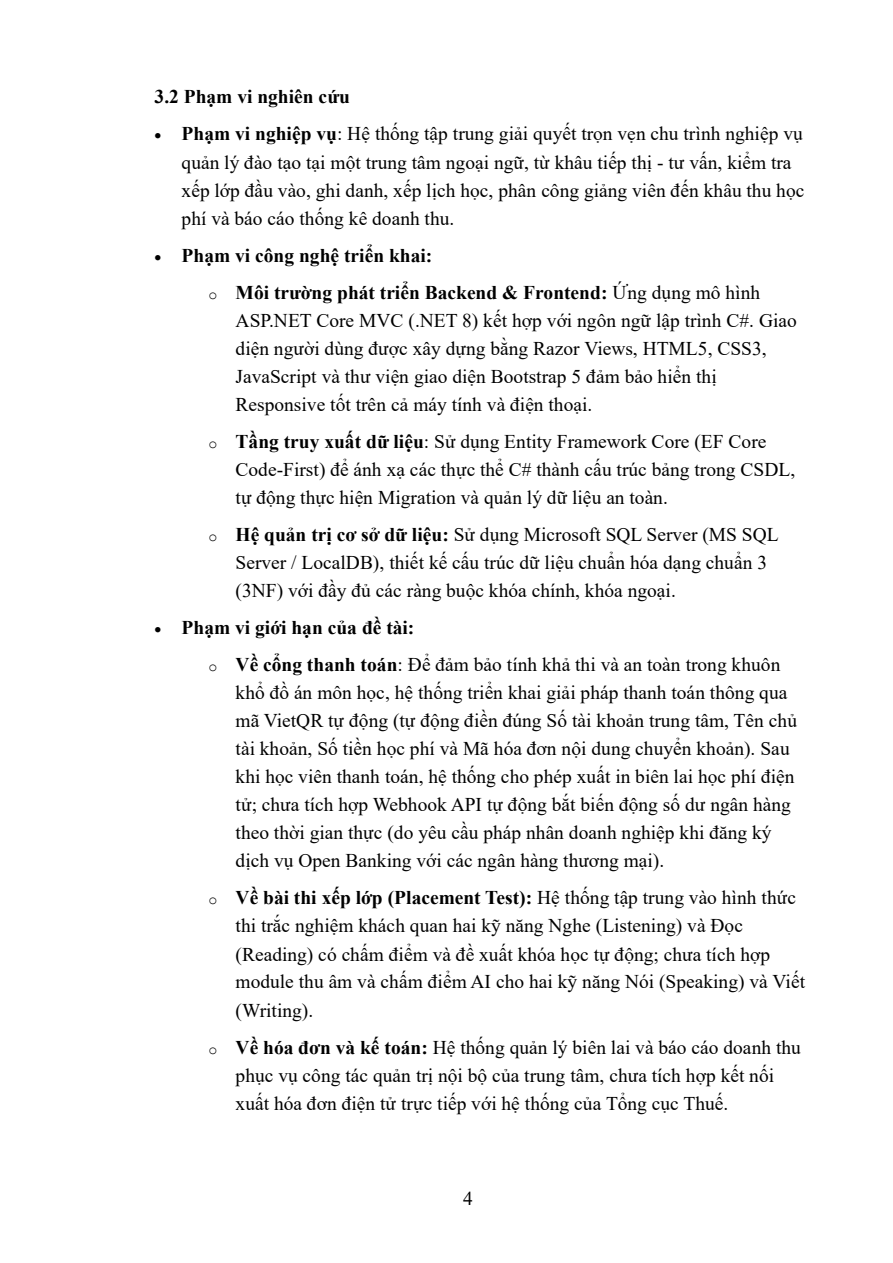 3.2 Phạm vi nghiên cứu
• Phạm vi nghiệp vụ: Hệ thống tập trung giải quyết trọn vẹn chu trình nghiệp vụ
quản lý đào tạo tại một trung tâm ngoại ngữ, từ khâu tiếp thị - tư vấn, kiểm tra
xếp lớp đầu vào, ghi danh, xếp lịch học, phân công giảng viên đến khâu thu học
phí và báo cáo thống kê doanh thu.
• Phạm vi công nghệ triển khai:
o Môi trường phát triển Backend & Frontend: Ứng dụng mô hình
ASP.NET Core MVC (.NET 8) kết hợp với ngôn ngữ lập trình C#. Giao
diện người dùng được xây dựng bằng Razor Views, HTML5, CSS3,
JavaScript và thư viện giao diện Bootstrap 5 đảm bảo hiển thị
Responsive tốt trên cả máy tính và điện thoại.
o Tầng truy xuất dữ liệu: Sử dụng Entity Framework Core (EF Core
Code-First) để ánh xạ các thực thể C# thành cấu trúc bảng trong CSDL,
tự động thực hiện Migration và quản lý dữ liệu an toàn.
o Hệ quản trị cơ sở dữ liệu: Sử dụng Microsoft SQL Server (MS SQL
Server / LocalDB), thiết kế cấu trúc dữ liệu chuẩn hóa dạng chuẩn 3
(3NF) với đầy đủ các ràng buộc khóa chính, khóa ngoại.
• Phạm vi giới hạn của đề tài:
o Về cổng thanh toán: Để đảm bảo tính khả thi và an toàn trong khuôn
khổ đồ án môn học, hệ thống triển khai giải pháp thanh toán thông qua
mã VietQR tự động (tự động điền đúng Số tài khoản trung tâm, Tên chủ
tài khoản, Số tiền học phí và Mã hóa đơn nội dung chuyển khoản). Sau
khi học viên thanh toán, hệ thống cho phép xuất in biên lai học phí điện
tử; chưa tích hợp Webhook API tự động bắt biến động số dư ngân hàng
theo thời gian thực (do yêu cầu pháp nhân doanh nghiệp khi đăng ký
dịch vụ Open Banking với các ngân hàng thương mại).
o Về bài thi xếp lớp (Placement Test): Hệ thống tập trung vào hình thức
thi trắc nghiệm khách quan hai kỹ năng Nghe (Listening) và Đọc
(Reading) có chấm điểm và đề xuất khóa học tự động; chưa tích hợp
module thu âm và chấm điểm AI cho hai kỹ năng Nói (Speaking) và Viết
(Writing).
o Về hóa đơn và kế toán: Hệ thống quản lý biên lai và báo cáo doanh thu
phục vụ công tác quản trị nội bộ của trung tâm, chưa tích hợp kết nối
xuất hóa đơn điện tử trực tiếp với hệ thống của Tổng cục Thuế.
4